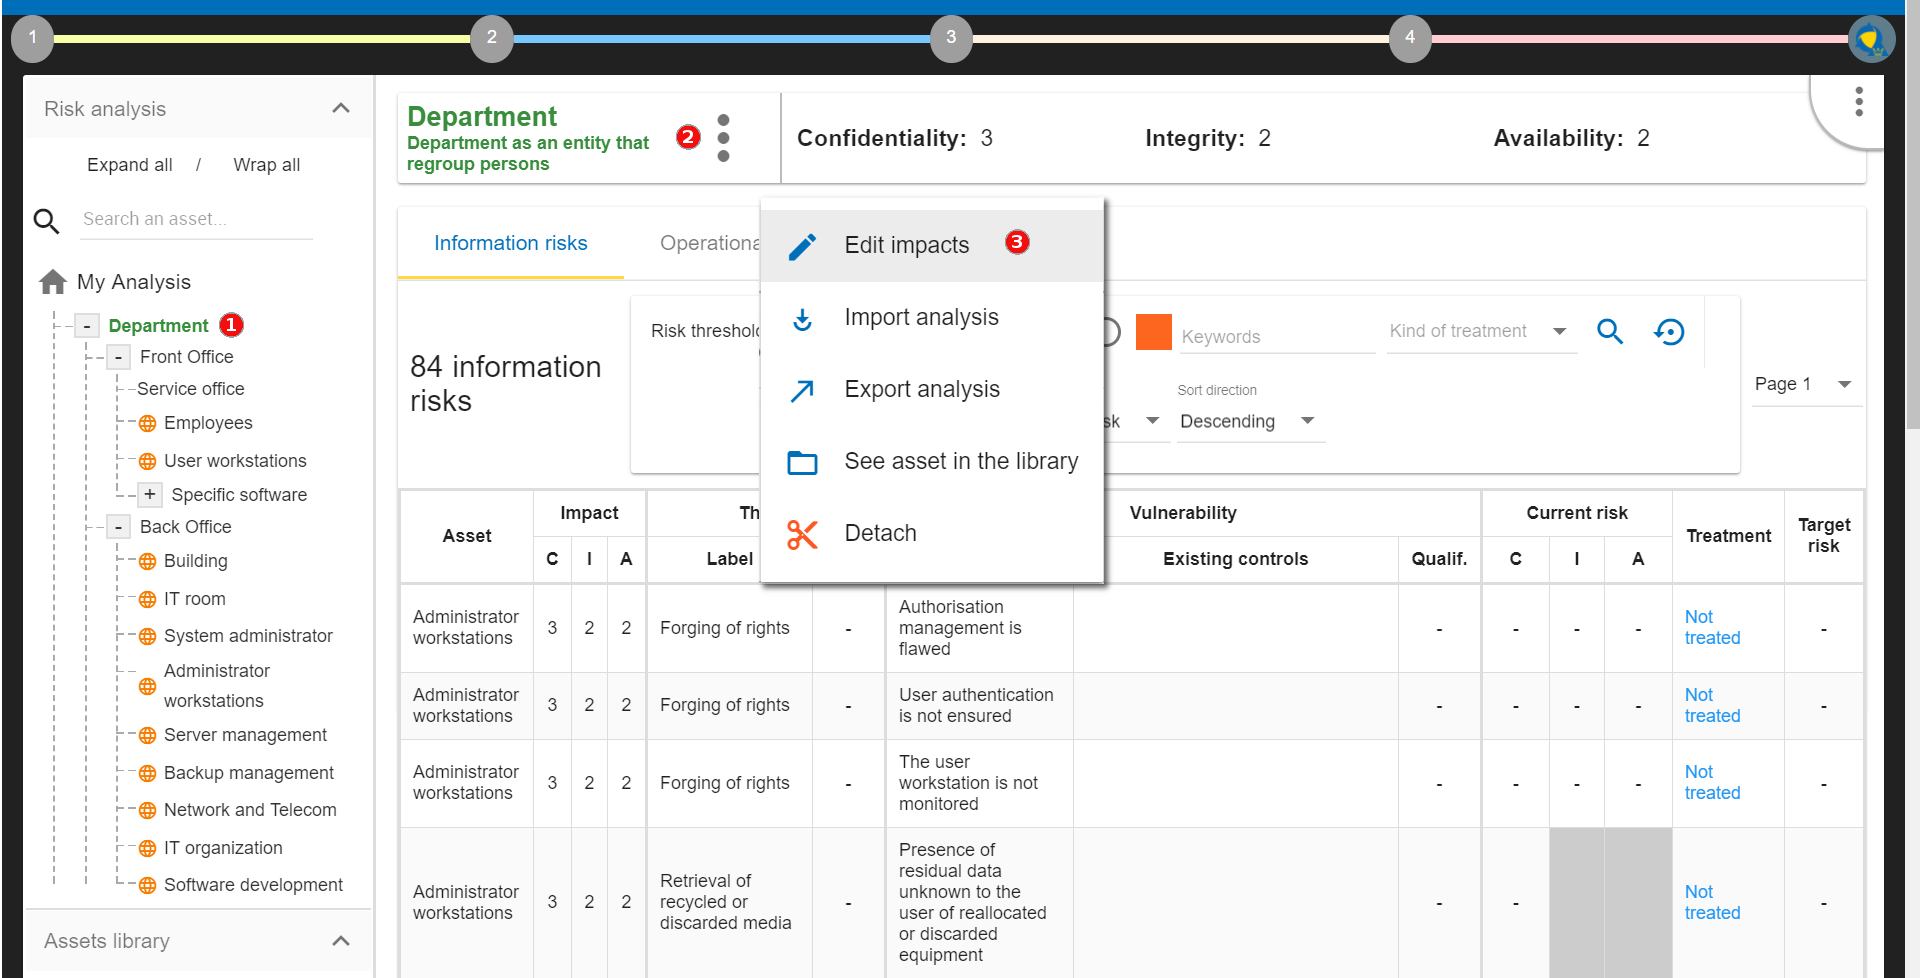 1
2
3
4
Risk analysis
Expand all / Wrap all
Search an asset...
My Analysis
- Department 1
- Front Office
Service office
Employees
User workstations
+ Specific software
- Back Office
Building
IT room
System administrator
Administrator
workstations
Server management
Backup management
Network and Telecom
IT organization
Software development
Assets library
Department
Department as an entity that
regroup persons
2
Confidentiality: 3
Integrity: 2
Availability: 2
Information risks
Operationa
Edit impacts 3
Import analysis
Export analysis
See asset in the library
Detach
84 information
risks
Risk threshold
Keywords
Kind of treatment
Sort direction
sk
Descending
Page 1
Asset
Impact
C I A
Th
Label
Vulnerability
Existing controls
Qualif.
Current risk
C I A
Treatment
Target
risk
Administrator
workstations
3 2 2
Forging of rights
-
Authorisation
management is
flawed
- - - -
Not
treated
-
Administrator
workstations
3 2 2
Forging of rights
-
User authentication
is not ensured
- - - -
Not
treated
-
Administrator
workstations
3 2 2
Forging of rights
-
The user
workstation is not
monitored
- - - -
Not
treated
-
Administrator
workstations
3 2 2
Retrieval of
recycled or
discarded media
-
Presence of
residual data
unknown to the
user of reallocated
or discarded
equipment
- -
Not
treated
-